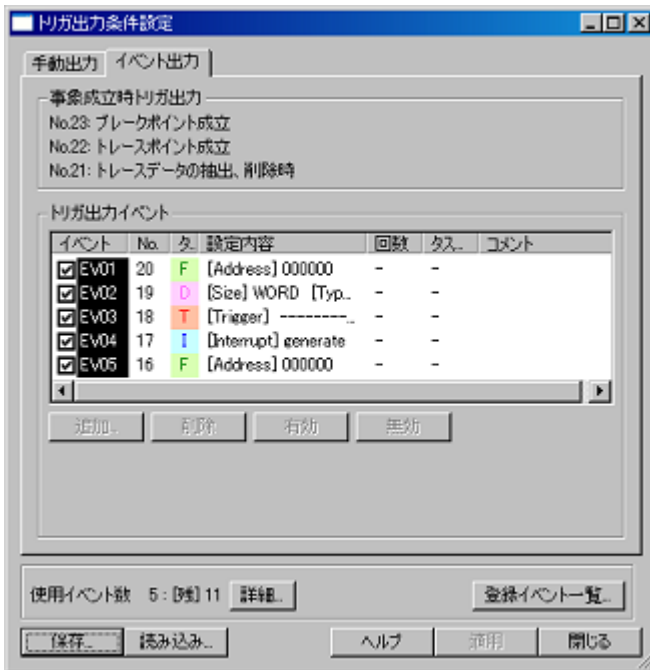 トリガ出力条件設定
手動出力 イベント出力
事象成立時トリガ出力
No.23: ブレークポイント成立
No.22: トレースポイント成立
No.21: トレースデータの抽出、削除時
トリガ出力イベント
イベント No. タ.. 設定内容 回数 タス... コメント
EV01 20 F [Address] 000000 - -
EV02 19 D [Size] WORD [Typ... - -
EV03 18 T [Trigger] --------... - -
EV04 17 I [Interrupt] generate - -
EV05 16 F [Address] 000000 - -
追加... 削除 有効 無効
使用イベント数 5 : [残] 11 詳細... 登録イベント一覧...
保存... 読み込み... ヘルプ 適用 閉じる